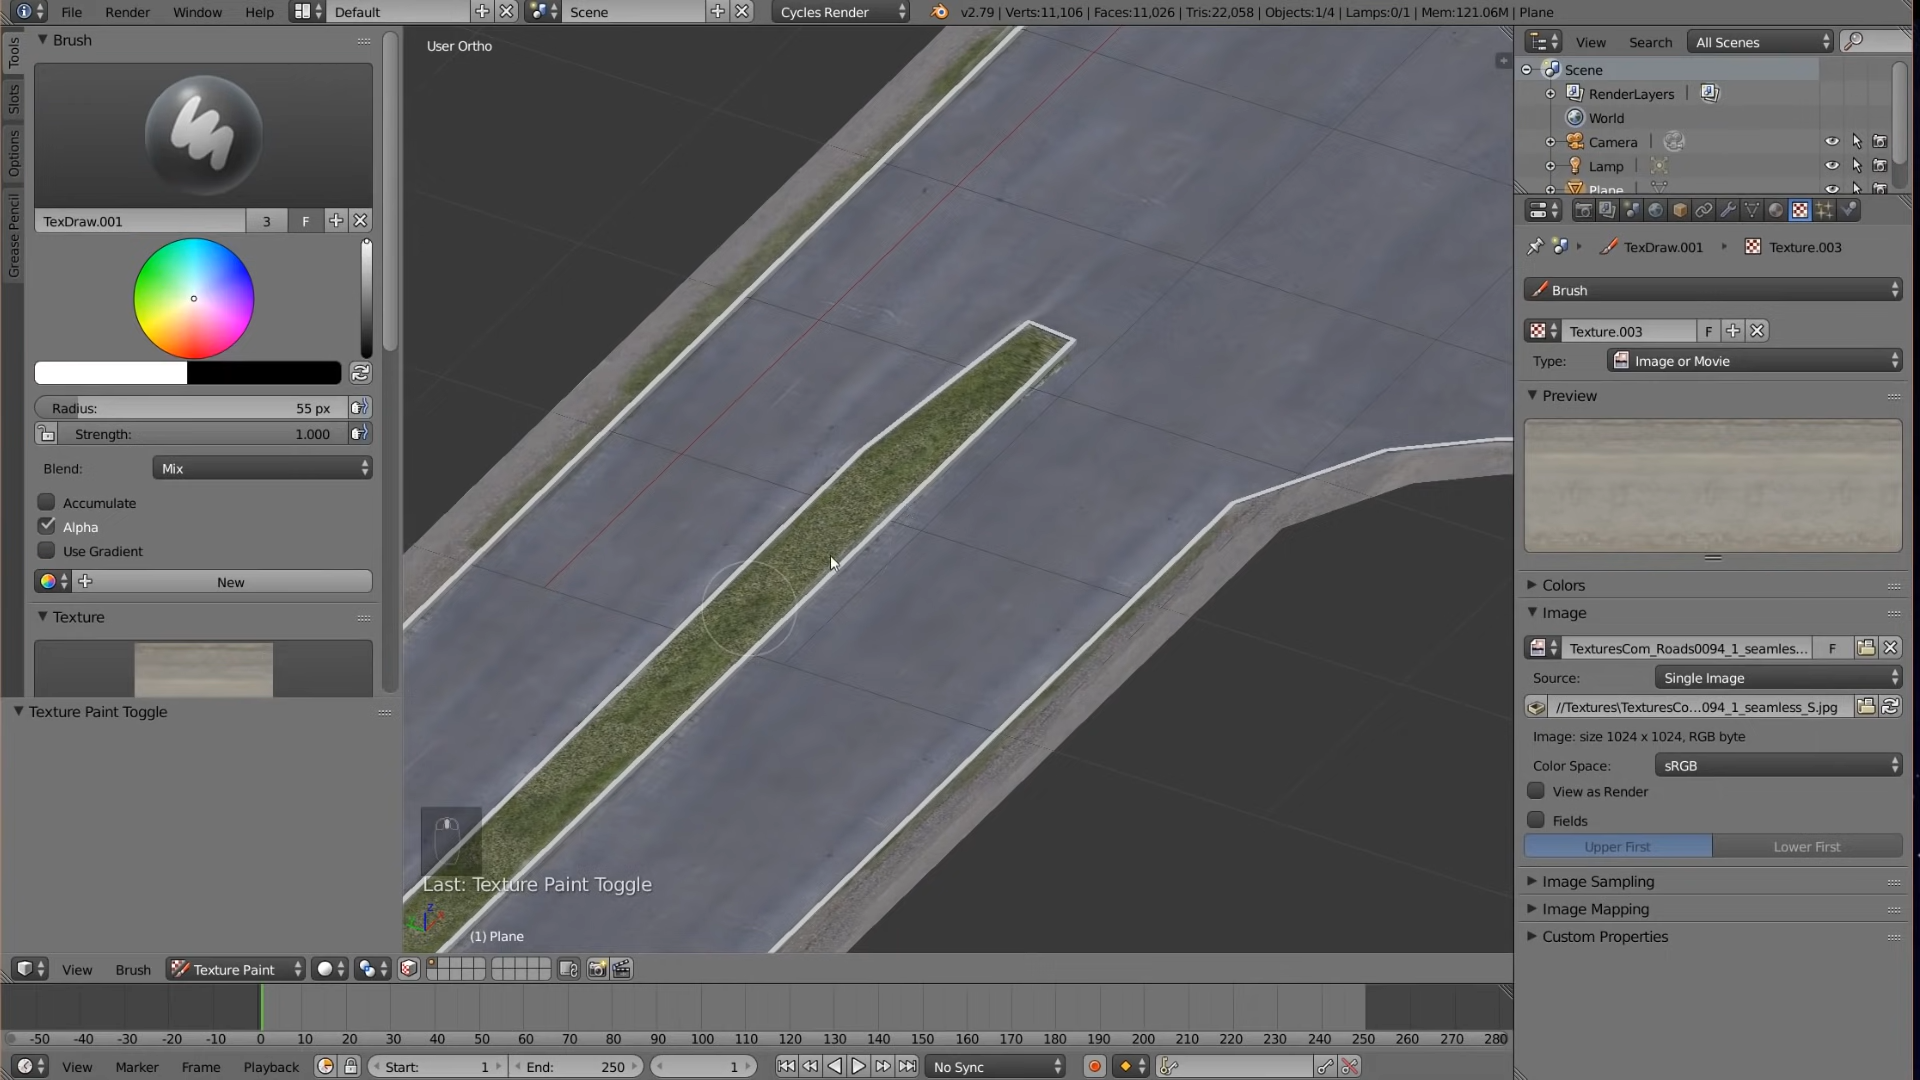 File Render Window Help Default Scene Cycles Render v2.79 | Verts:11,106 | Faces:11,026 | Tris:22,058 | Objects:1/4 | Lamps:0/1 | Mem:121.06M | Plane
Tools
Slots
Options
Grease Pencil
Brush
TexDraw.001 3 F
Radius: 55 px
Strength: 1.000
Blend: Mix
Accumulate
Alpha
Use Gradient
New
Texture
Texture Paint Toggle
User Ortho
Last: Texture Paint Toggle
(1) Plane
View Brush Texture Paint
View Search All Scenes
Scene
RenderLayers |
World
Camera |
Lamp |
Plane |
TexDraw.001 Texture.003
Brush
Texture.003 F
Type: Image or Movie
Preview
Colors
Image
TexturesCom_Roads0094_1_seamles... F
Source: Single Image
//Textures\TexturesCo...094_1_seamless_S.jpg
Image: size 1024 x 1024, RGB byte
Color Space: sRGB
View as Render
Fields
Upper First Lower First
Image Sampling
Image Mapping
Custom Properties
-50 -40 -30 -20 -10 0 10 20 30 40 50 60 70 80 90 100 110 120 130 140 150 160 170 180 190 200 210 220 230 240 250 260 270 280
View Marker Frame Playback Start: 1 End: 250 1 No Sync